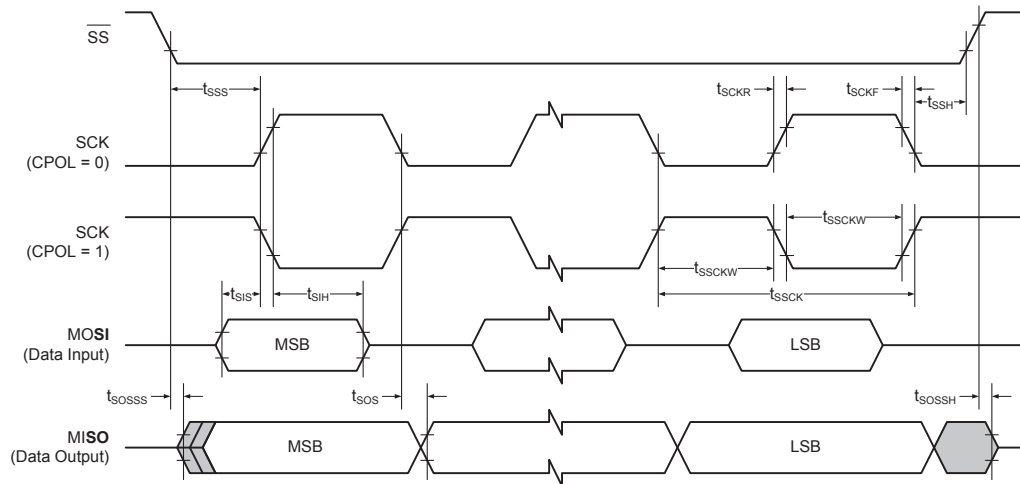 SS
tSSS
tSCKR
tSCKF
tSSH
SCK
(CPOL = 0)
SCK
(CPOL = 1)
tSSCKW
tSSCKW
tSIS
tSIH
tSSCK
MOSI
(Data Input)
MSB
LSB
tSOSSS
tSOS
tSOSSH
MISO
(Data Output)
MSB
LSB